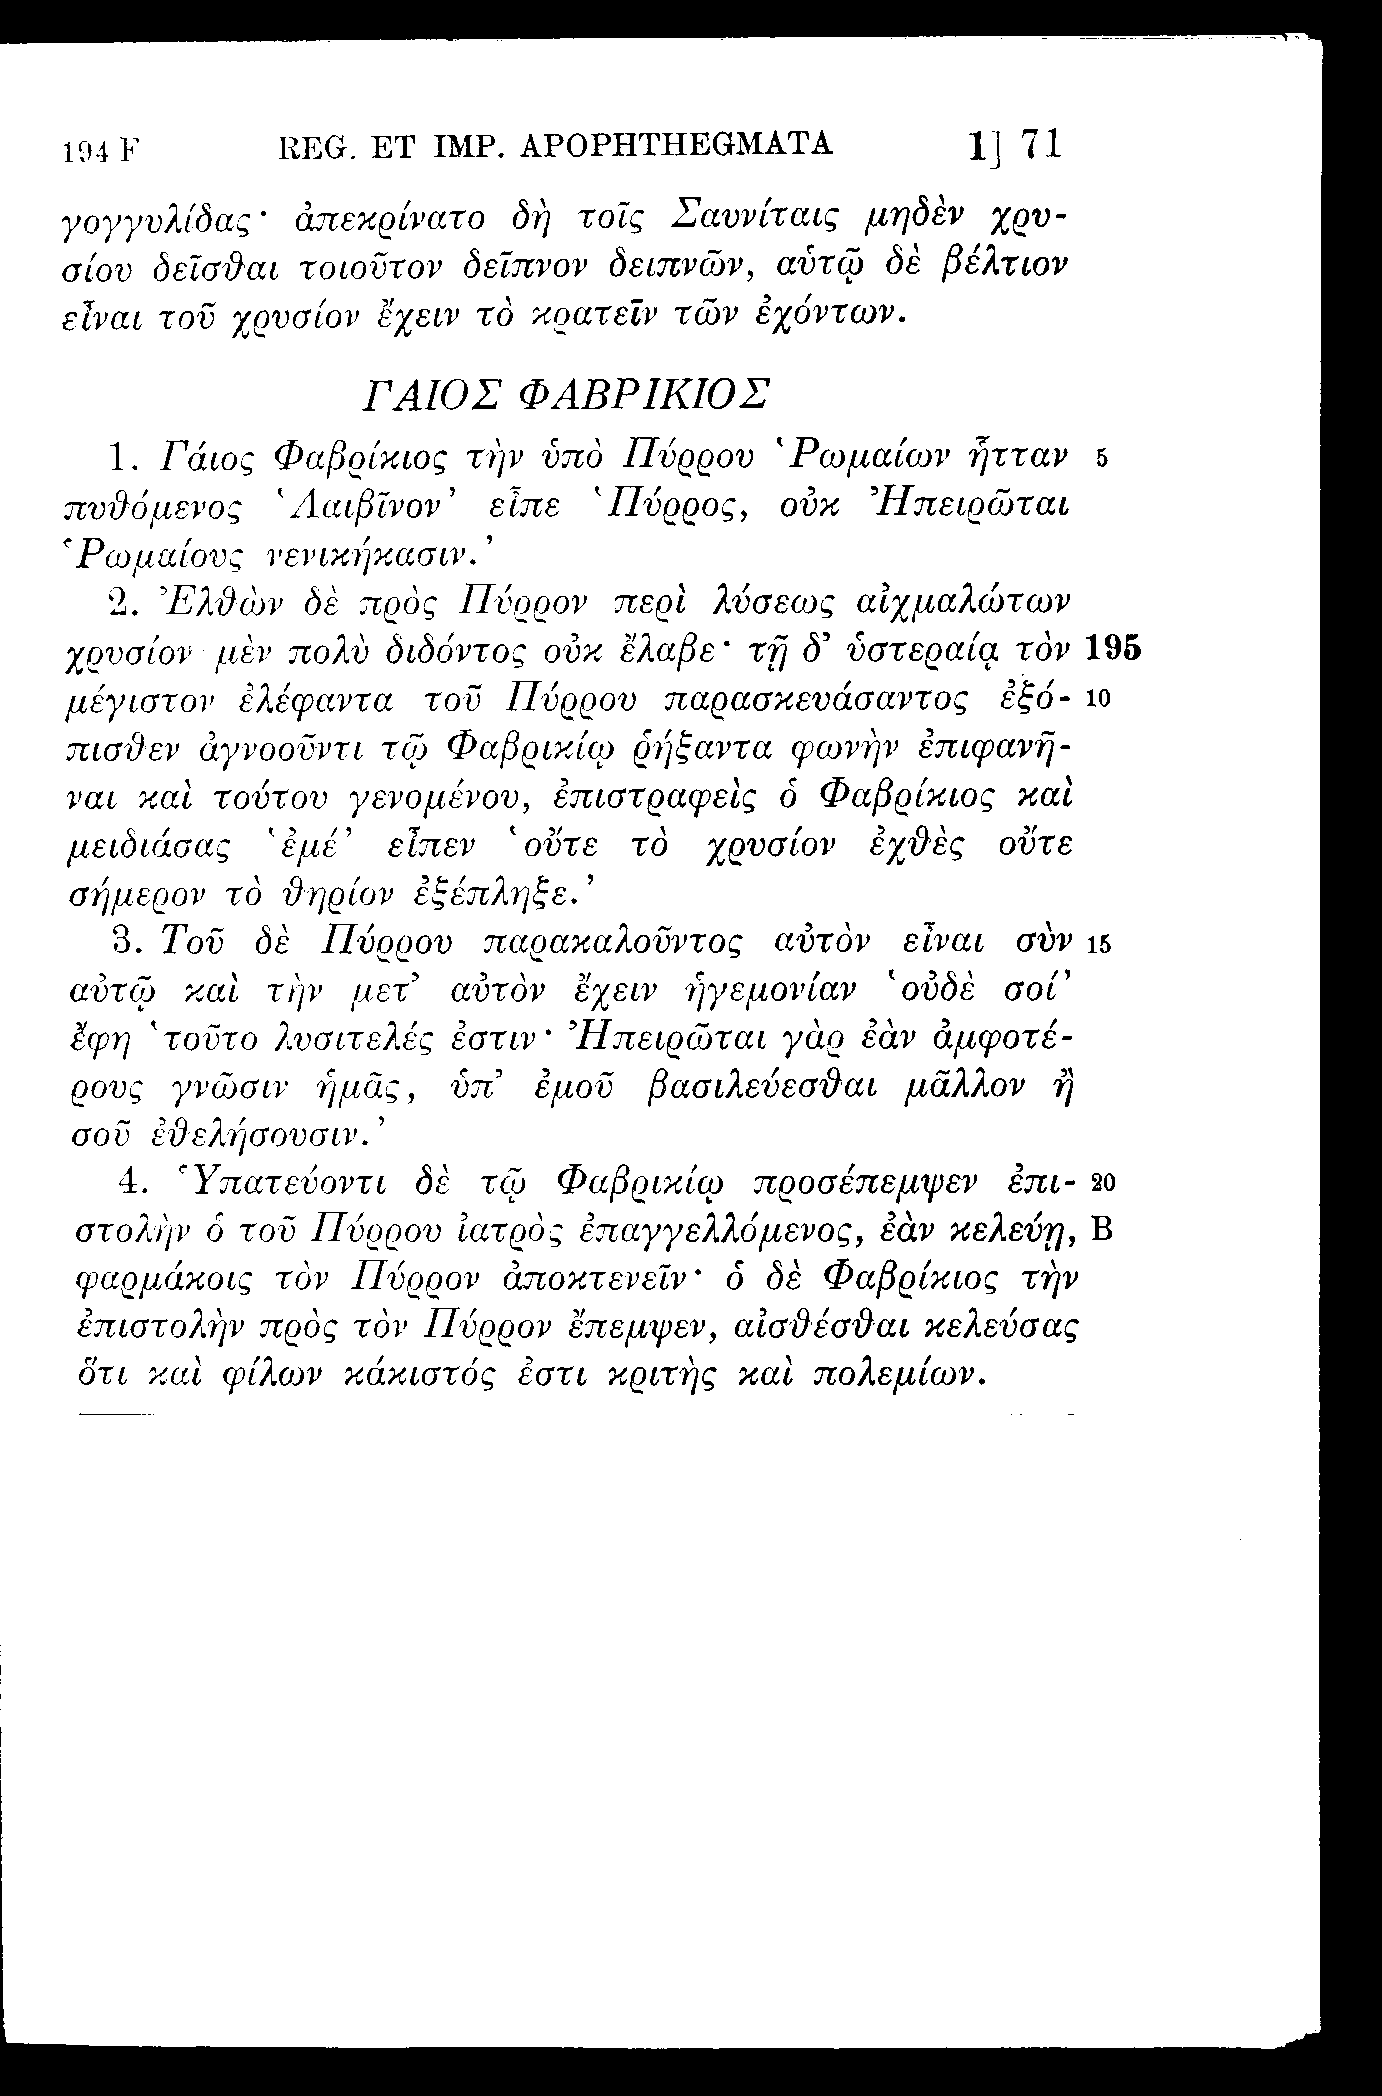 194 F REG. ET IMP. APOPHTHEGMATA 1] 71
γογγυλίδας· ἀπεκρίνατο δὴ τοῖς Σαυνίταις μηδὲν χρυ-
σίου δεῖσθαι τοιοῦτον δεῖπνον δειπνῶν, αὑτῷ δὲ βέλτιον
εἶναι τοῦ χρυσίον ἔχειν τὸ κρατεῖν τῶν ἐχόντων.
ΓΑΙΟΣ ΦΑΒΡΙΚΙΟΣ
1. Γάιος Φαβρίκιος τὴν ὑπὸ Πύρρου Ῥωμαίων ἧτταν 5
πυθόμενος ‘Λαιβῖνον’ εἶπε ‘Πύρρος, οὐκ Ἠπειρῶται
Ῥωμαίους νενικήκασιν.’
2. Ἐλθὼν δὲ πρὸς Πύρρον περὶ λύσεως αἰχμαλώτων
χρυσίον μὲν πολὺ διδόντος οὐκ ἔλαβε· τῇ δ’ ὑστεραίᾳ τὸν 195
μέγιστον ἐλέφαντα τοῦ Πύρρου παρασκευάσαντος ἐξό- 10
πισθεν ἀγνοοῦντι τῷ Φαβρικίῳ ῥήξαντα φωνὴν ἐπιφανῆ-
ναι καὶ τούτου γενομένου, ἐπιστραφεὶς ὁ Φαβρίκιος καὶ
μειδιάσας ‘ἐμέ’ εἶπεν ‘οὔτε τὸ χρυσίον ἐχθὲς οὔτε
σήμερον τὸ θηρίον ἐξέπληξε.’
3. Τοῦ δὲ Πύρρου παρακαλοῦντος αὐτὸν εἶναι σὺν 15
αὐτῷ καὶ τὴν μετ’ αὐτὸν ἔχειν ἡγεμονίαν ‘οὐδὲ σοί’
ἔφη ‘τοῦτο λυσιτελές ἐστιν· Ἠπειρῶται γὰρ ἐὰν ἀμφοτέ-
ρους γνῶσιν ἡμᾶς, ὑπ’ ἐμοῦ βασιλεύεσθαι μᾶλλον ἢ
σοῦ ἐθελήσουσιν.’
4. Ὑπατεύοντι δὲ τῷ Φαβρικίῳ προσέπεμψεν ἐπι- 20
στολὴν ὁ τοῦ Πύρρου ἰατρὸς ἐπαγγελλόμενος, ἐὰν κελεύῃ, B
φαρμάκοις τὸν Πύρρον ἀποκτενεῖν· ὁ δὲ Φαβρίκιος τὴν
ἐπιστολὴν πρὸς τὸν Πύρρον ἔπεμψεν, αἰσθέσθαι κελεύσας
ὅτι καὶ φίλων κάκιστός ἐστι κριτὴς καὶ πολεμίων.